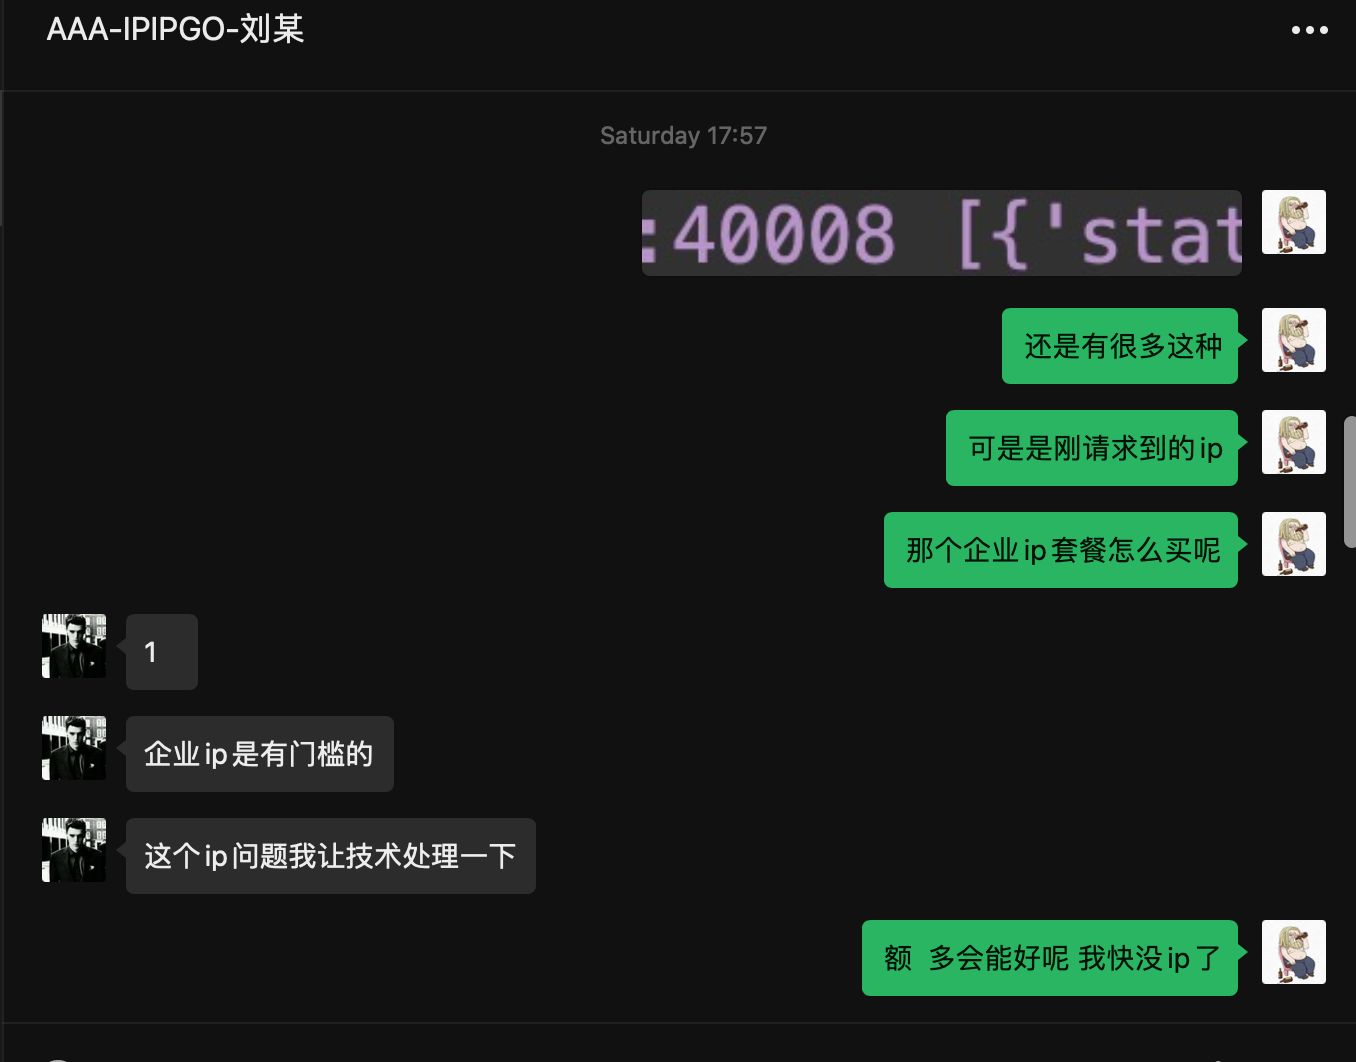 AAA-IPIPGO-刘某
Saturday 17:57
:40008 [{'stat
还是有很多这种
可是是刚请求到的ip
那个企业ip套餐怎么买呢
1
企业ip是有门槛的
这个ip问题我让技术处理一下
额 多会能好呢 我快没ip了